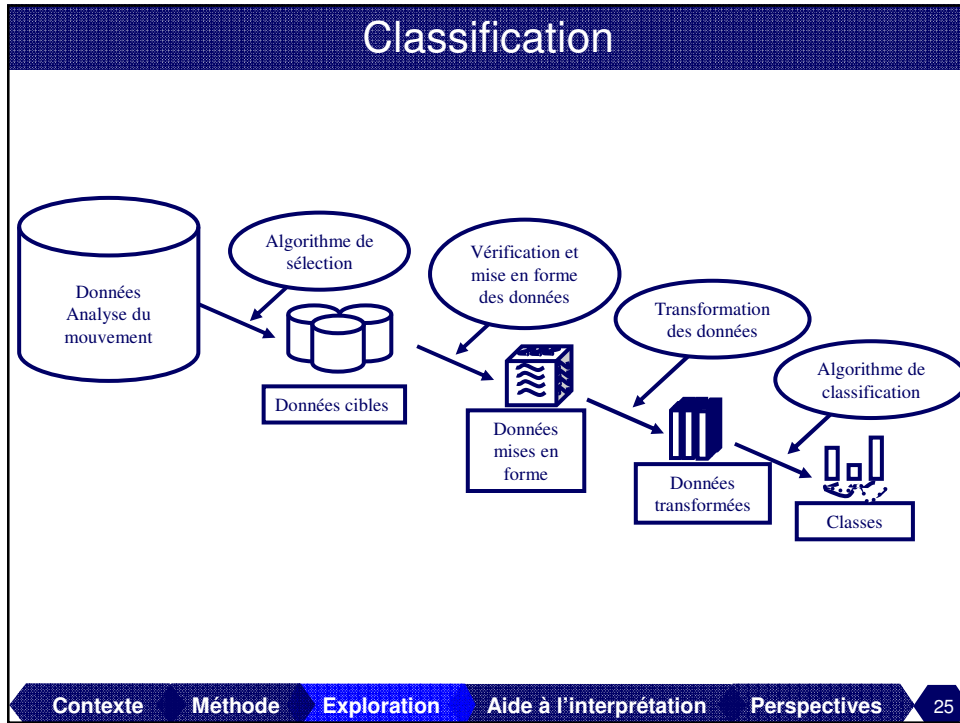 Classification
Données
Analyse du
mouvement
Algorithme de
sélection
Données cibles
Vérification et
mise en forme
des données
Données
mises en
forme
Transformation
des données
Données
transformées
Algorithme de
classification
Classes
Contexte Méthode Exploration Aide à l'interprétation Perspectives 25